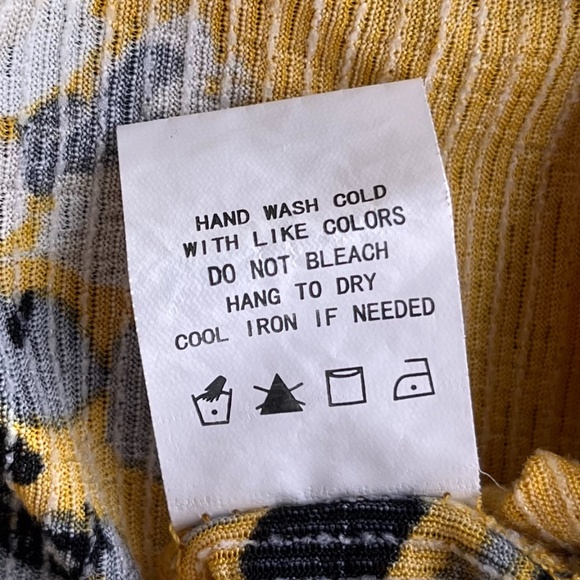 HAND WASH COLD
WITH LIKE COLORS
DO NOT BLEACH
HANG TO DRY
COOL IRON IF NEEDED